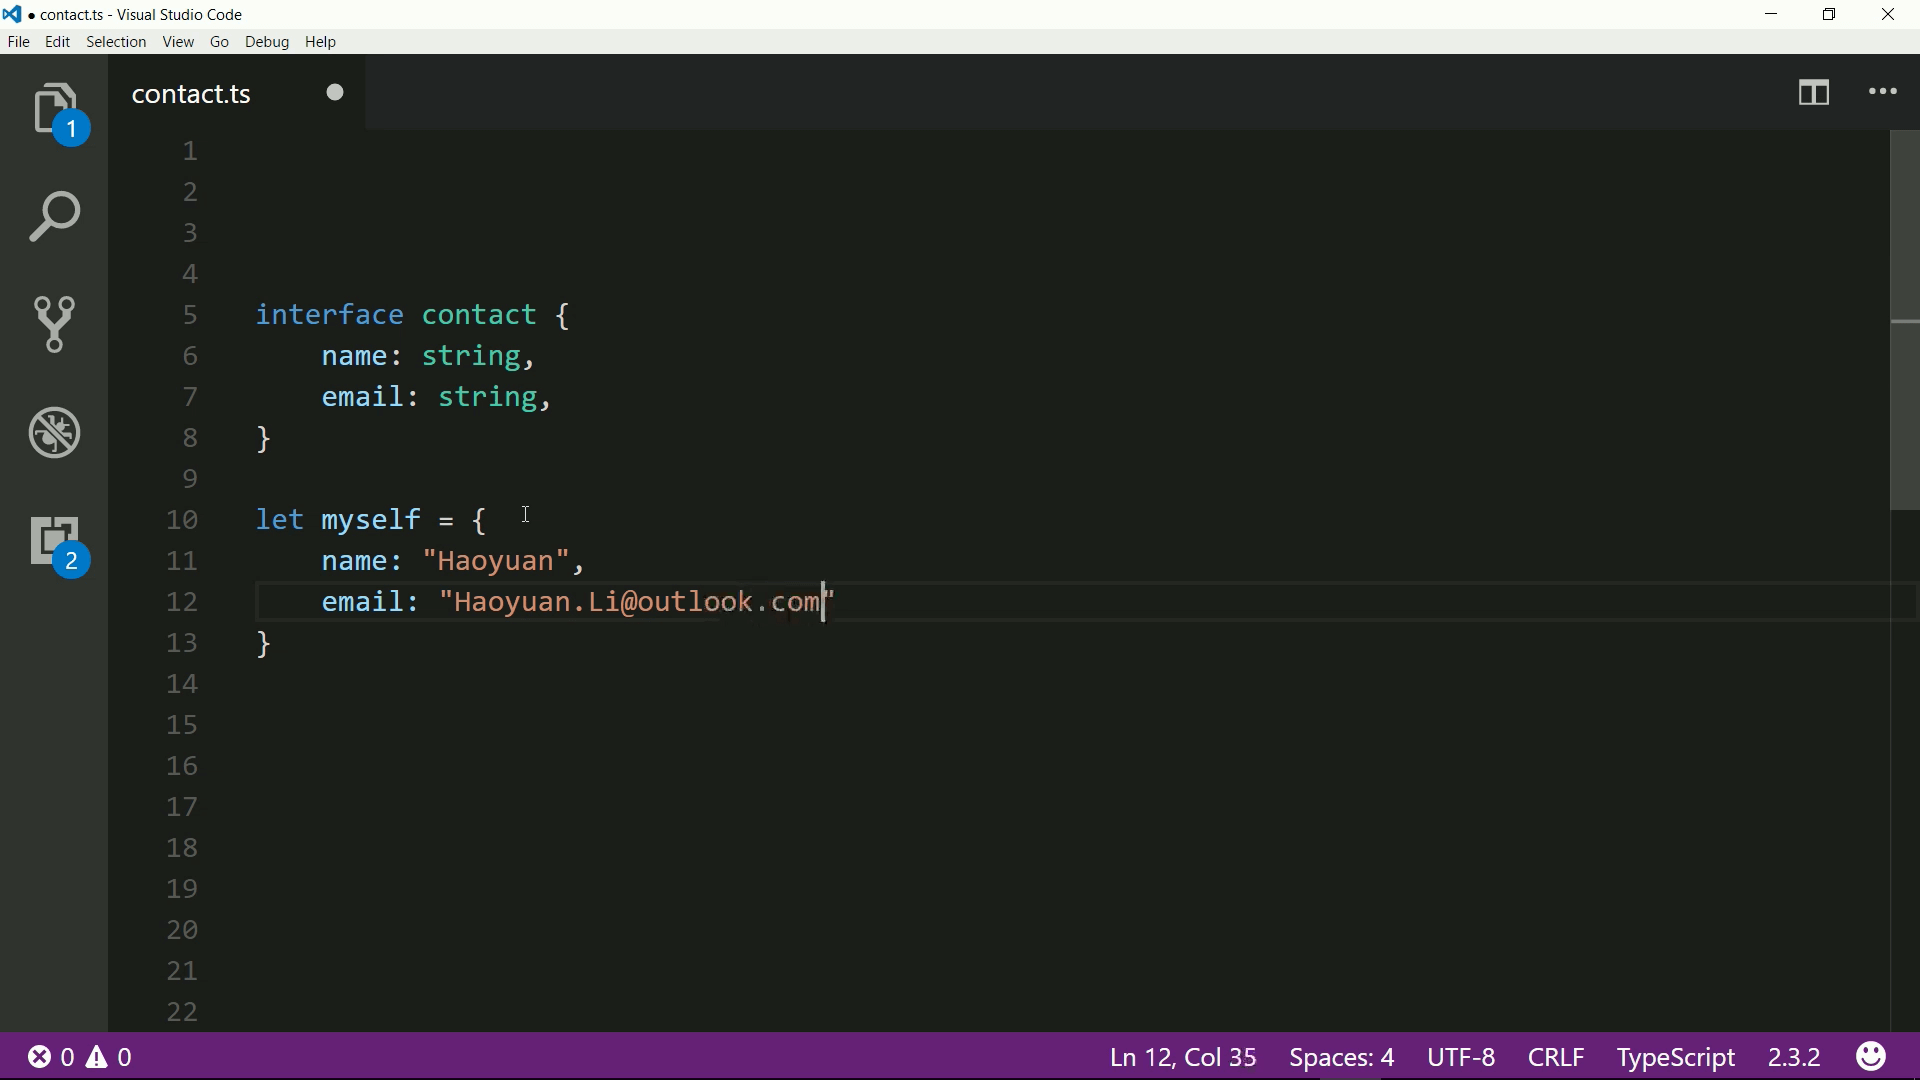 ● contact.ts - Visual Studio Code
File Edit Selection View Go Debug Help
contact.ts
1
1
2
3
4
5 interface contact {
6 name: string,
7 email: string,
8 }
9
10 let myself = {
11 name: "Haoyuan",
12 email: "Haoyuan.Li@outlook.com"
13 }
2
14
15
16
17
18
19
20
21
22
0 0 Ln 12, Col 35 Spaces: 4 UTF-8 CRLF TypeScript 2.3.2